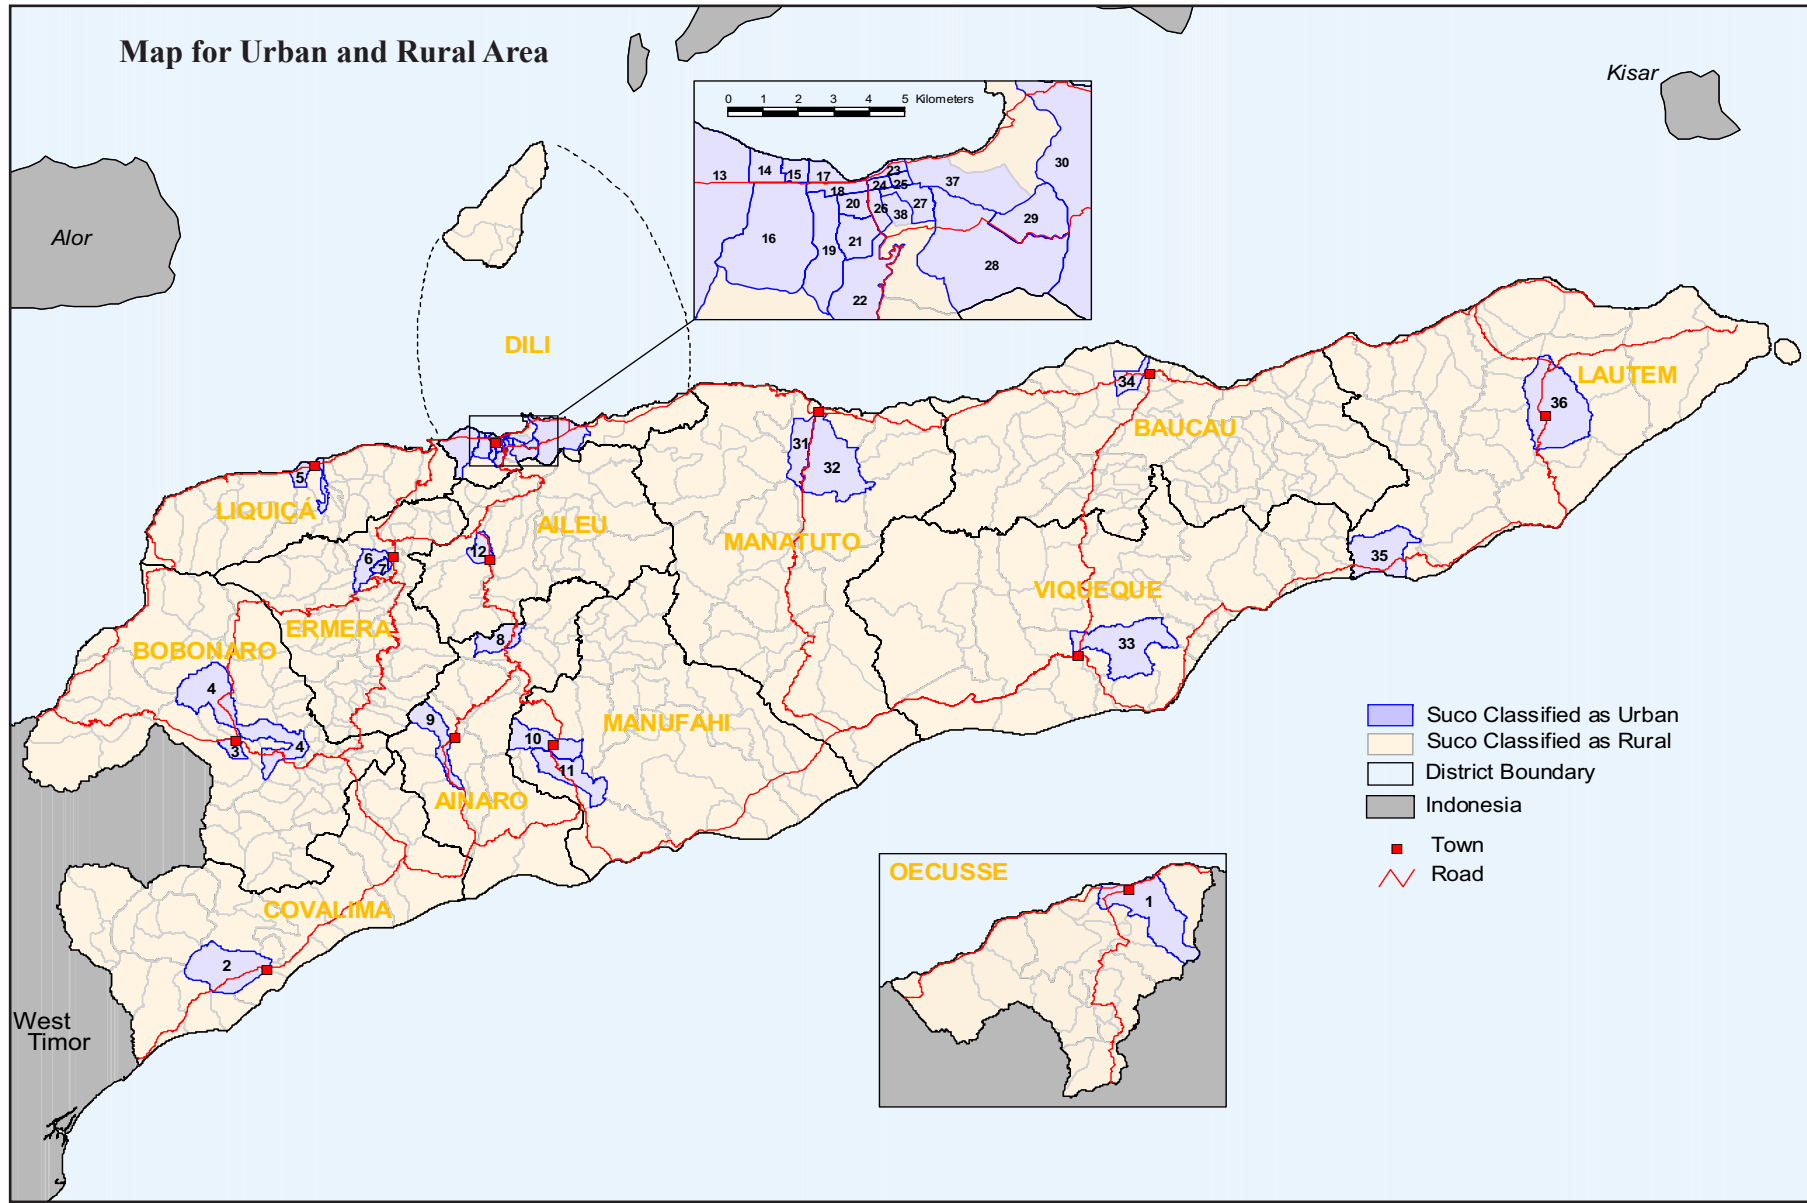 Map for Urban and Rural Area
Kisar
Alor
0 1 2 3 4 5 Kilometers
13
14
15
17
23
24
25
37
30
18
20
26
38
27
29
16
19
21
28
22
DILI
LAUTEM
34
36
BAUCAU
31
32
5
LIQUIÇÁ
AILEU
MANATUTO
12
6
7
35
VIQUEQUE
ERMERA
8
BOBONARO
33
4
9
10
MANUFAHI
3
4
11
AINARO
Suco Classified as Urban
Suco Classified as Rural
District Boundary
Indonesia
Town
Road
OECUSSE
1
COVALIMA
2
West
Timor